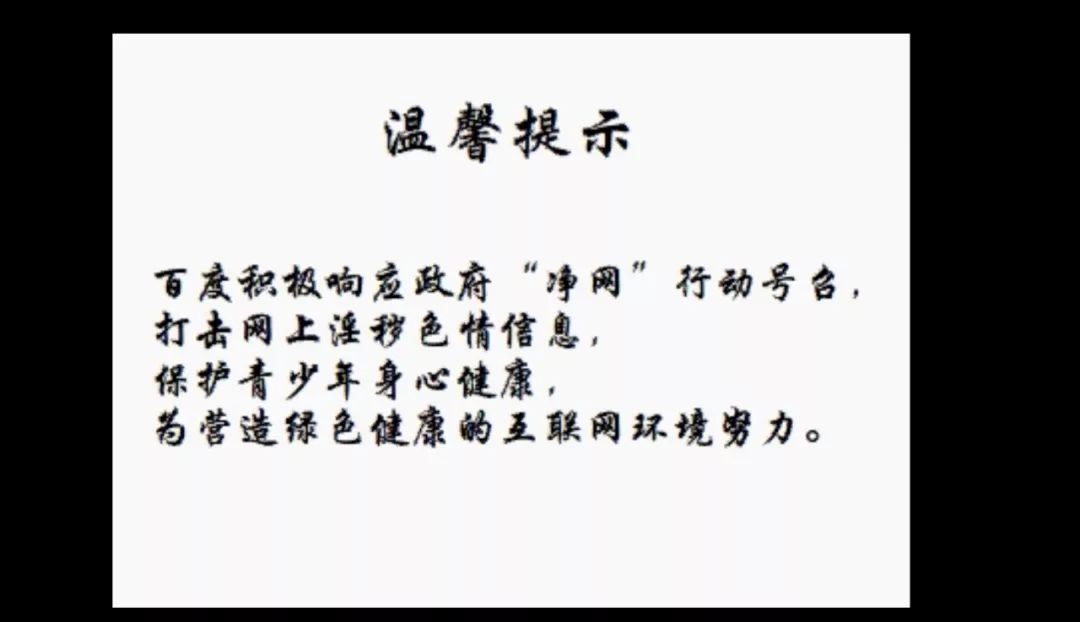 温馨提示
百度积极响应政府“净网”行动号召,
打击网上淫秽色情信息,
保护青少年身心健康,
为营造绿色健康的互联网环境努力。